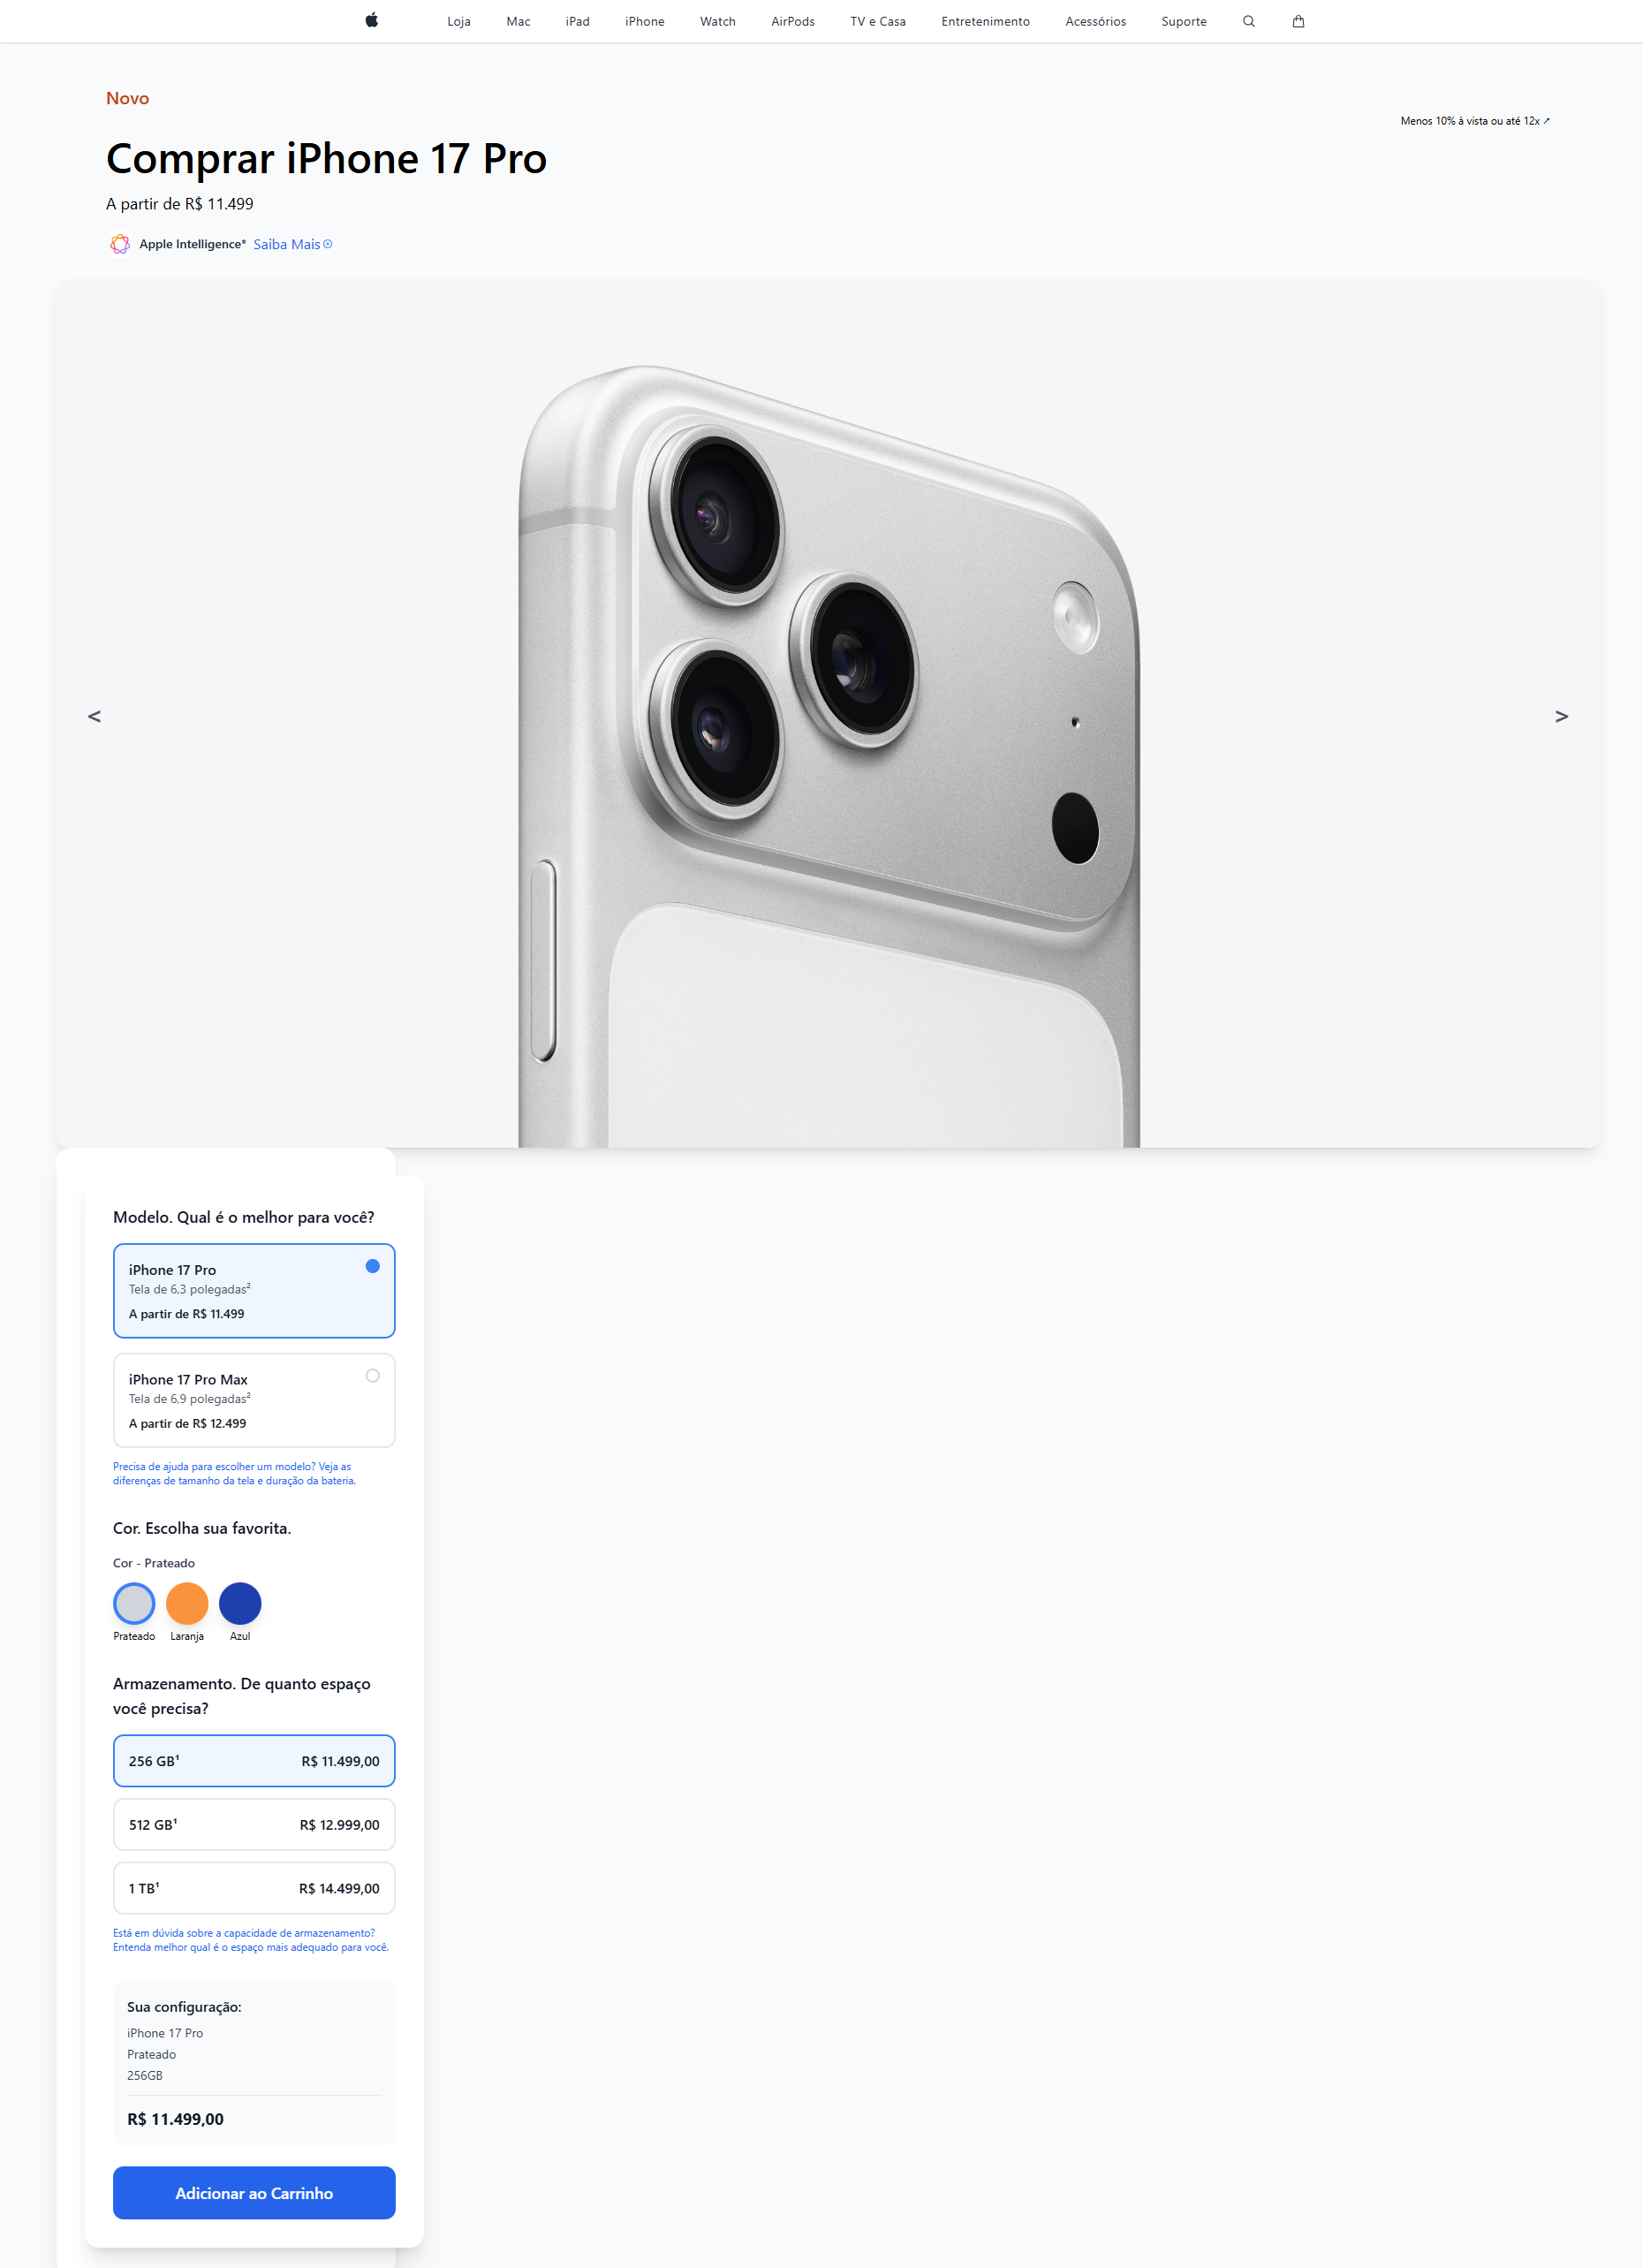 Loja Mac iPad iPhone Watch AirPods TV e Casa Entretenimento Acessórios Suporte
Novo
Menos 10% à vista ou até 12x ↗
Comprar iPhone 17 Pro
A partir de R$ 11.499
Apple Intelligence* Saiba Mais
< >
Modelo. Qual é o melhor para você?
iPhone 17 Pro
Tela de 6,3 polegadas²
A partir de R$ 11.499
iPhone 17 Pro Max
Tela de 6,9 polegadas²
A partir de R$ 12.499
Precisa de ajuda para escolher um modelo? Veja as
diferenças de tamanho da tela e duração da bateria.
Cor. Escolha sua favorita.
Cor - Prateado
Prateado Laranja Azul
Armazenamento. De quanto espaço
você precisa?
256 GB¹ R$ 11.499,00
512 GB¹ R$ 12.999,00
1 TB¹ R$ 14.499,00
Está em dúvida sobre a capacidade de armazenamento?
Entenda melhor qual é o espaço mais adequado para você.
Sua configuração:
iPhone 17 Pro
Prateado
256GB
R$ 11.499,00
Adicionar ao Carrinho